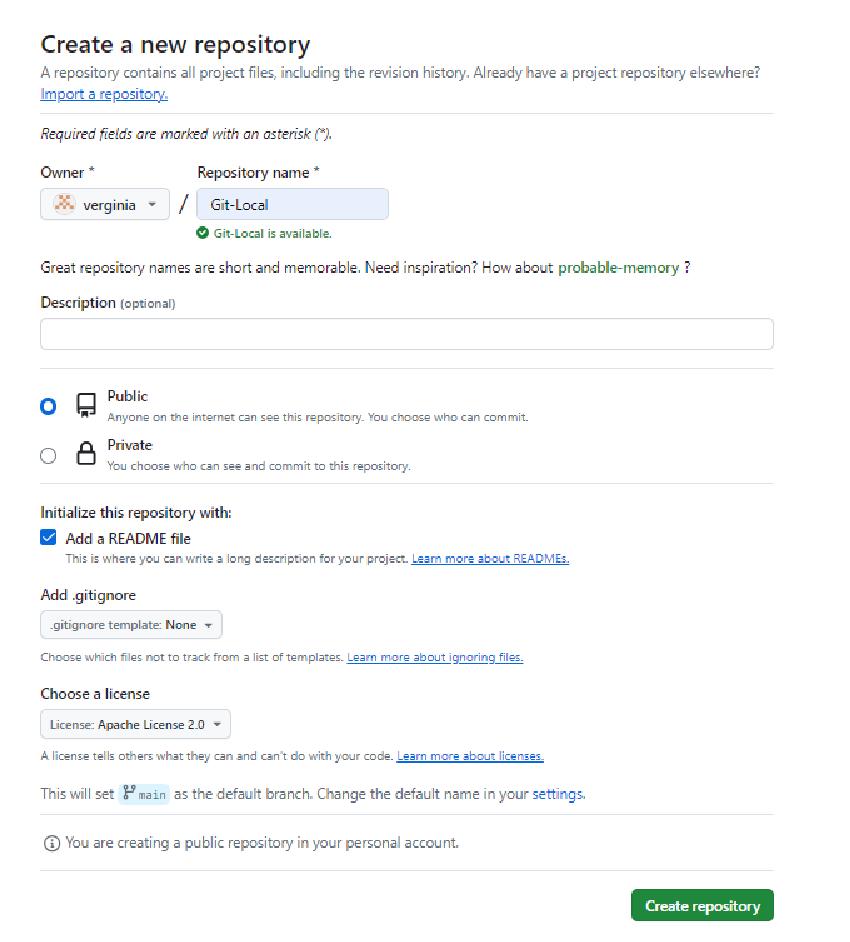 Create a new repository
A repository contains all project files, including the revision history. Already have a project repository elsewhere?
Import a repository.
Required fields are marked with an asterisk (*).
Owner * Repository name *
verginia / Git-Local
Git-Local is available.
Great repository names are short and memorable. Need inspiration? How about probable-memory ?
Description (optional)
Public
Anyone on the internet can see this repository. You choose who can commit.
Private
You choose who can see and commit to this repository.
Initialize this repository with:
Add a README file
This is where you can write a long description for your project. Learn more about READMEs.
Add .gitignore
.gitignore template: None
Choose which files not to track from a list of templates. Learn more about ignoring files.
Choose a license
License: Apache License 2.0
A license tells others what they can and can't do with your code. Learn more about licenses.
This will set main as the default branch. Change the default name in your settings.
You are creating a public repository in your personal account.
Create repository